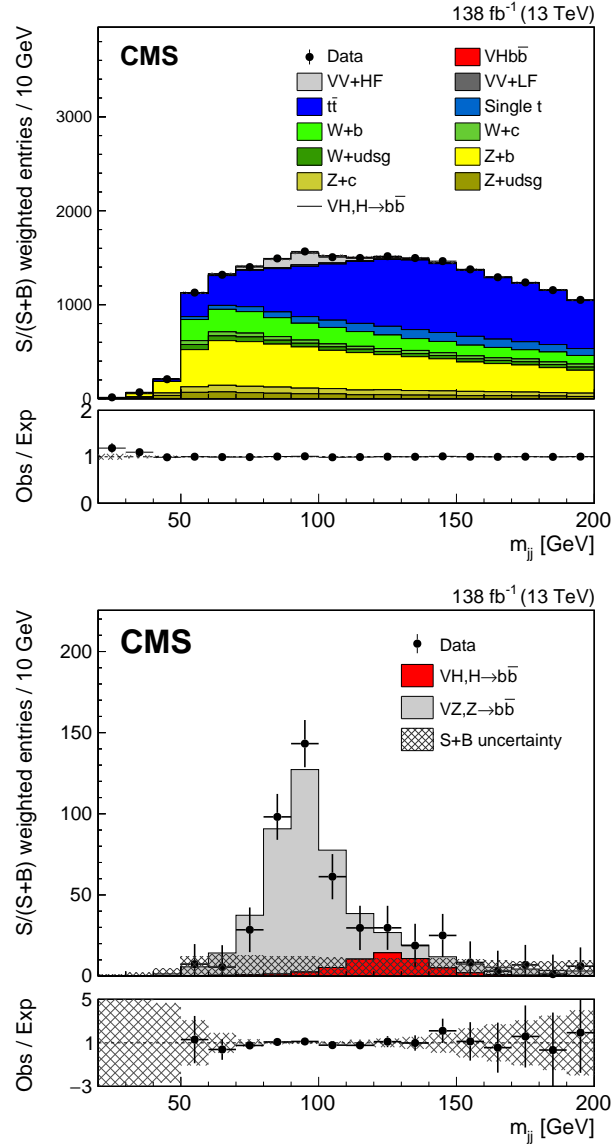 138 fb⁻¹ (13 TeV)
CMS
Data
VHbb̅
VV+HF
VV+LF
tt̅
Single t
W+b
W+c
W+udsg
Z+b
Z+c
Z+udsg
VH,H→bb̅
S/(S+B) weighted entries / 10 GeV
3000
2000
1000
0
Obs / Exp
2
1
0
50 100 150 200
m_jj [GeV]
138 fb⁻¹ (13 TeV)
CMS
Data
VH,H→bb̅
VZ,Z→bb̅
S+B uncertainty
S/(S+B) weighted entries / 10 GeV
200
150
100
50
0
Obs / Exp
5
1
−3
50 100 150 200
m_jj [GeV]